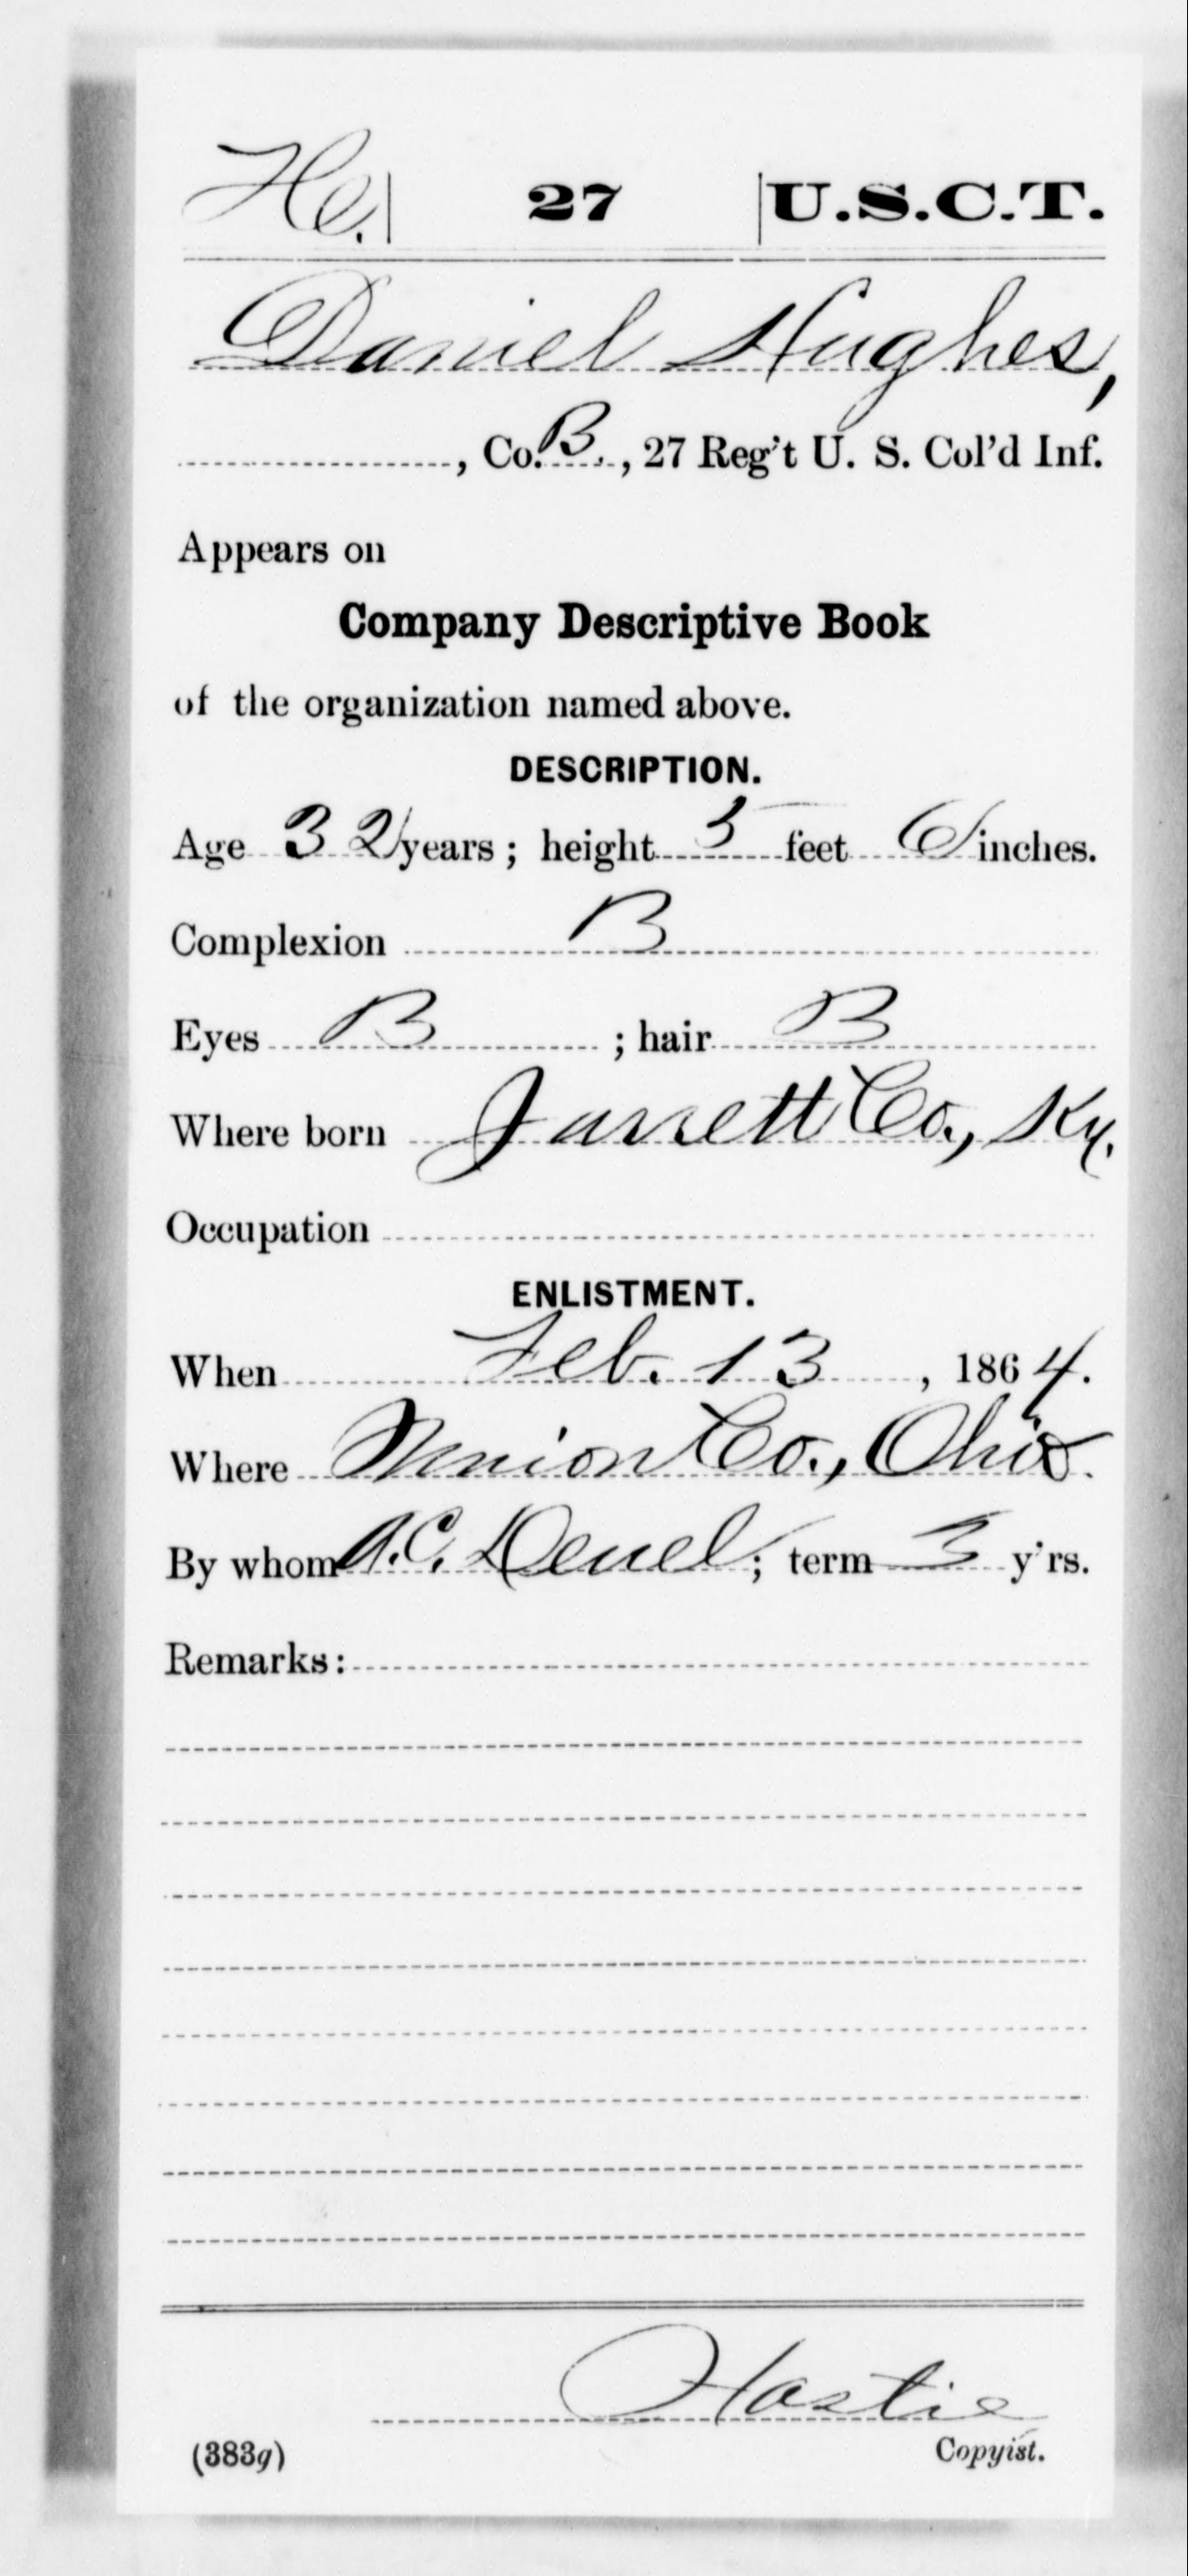 H. | 27 | U.S.C.T.
Daniel Hughes,
, Co. B., 27 Reg't U. S. Col'd Inf.
Appears on
Company Descriptive Book
of the organization named above.
DESCRIPTION.
Age 32 years; height 5 feet 6 inches.
Complexion B
Eyes B ; hair B
Where born Jarrett Co., Ky.
Occupation
ENLISTMENT.
When Feb. 13, 1864.
Where Union Co., Ohio.
By whom A.C. Deuel; term 3 y'rs.
Remarks:
Hastie
(383g) Copyist.